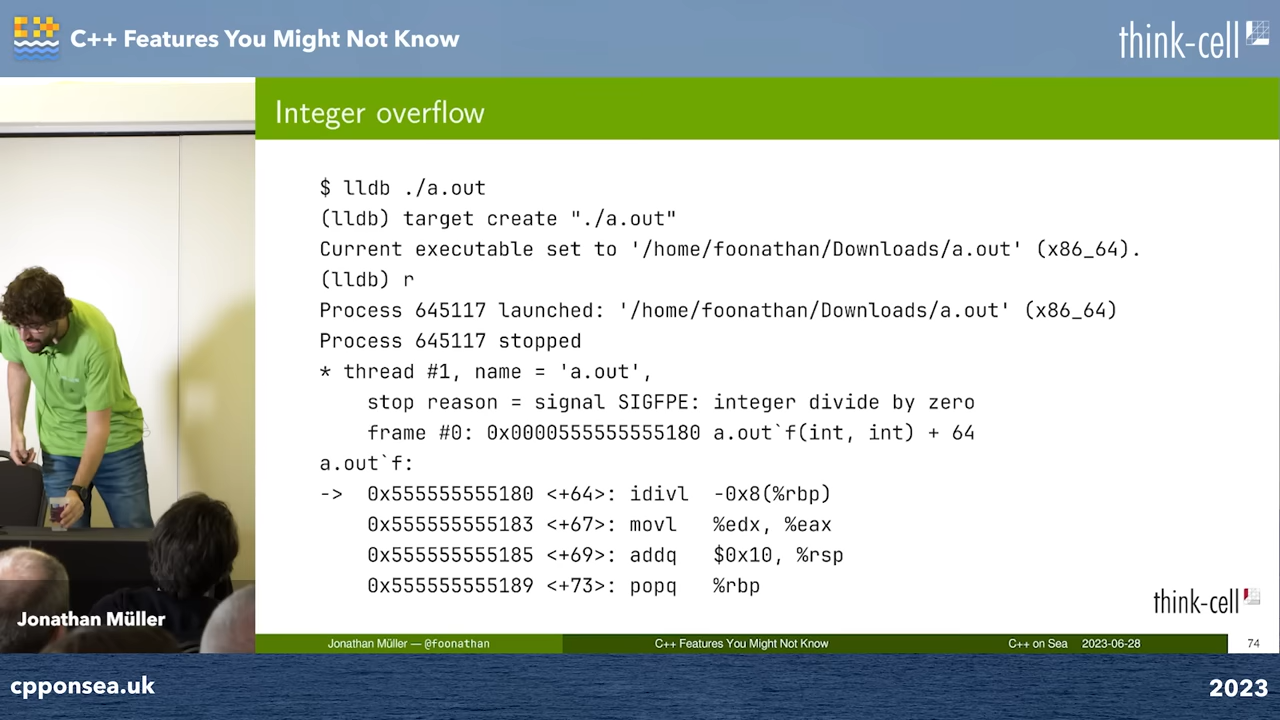 C++ Features You Might Not Know
think-cell
Integer overflow
$ lldb ./a.out
(lldb) target create "./a.out"
Current executable set to '/home/foonathan/Downloads/a.out' (x86_64).
(lldb) r
Process 645117 launched: '/home/foonathan/Downloads/a.out' (x86_64)
Process 645117 stopped
* thread #1, name = 'a.out',
stop reason = signal SIGFPE: integer divide by zero
frame #0: 0x0000555555555180 a.out`f(int, int) + 64
a.out`f:
-> 0x555555555180 <+64>: idivl -0x8(%rbp)
0x555555555183 <+67>: movl %edx, %eax
0x555555555185 <+69>: addq $0x10, %rsp
0x555555555189 <+73>: popq %rbp
think-cell
Jonathan Müller
Jonathan Müller — @foonathan C++ Features You Might Not Know C++ on Sea 2023-06-28 74
cpponsea.uk
2023